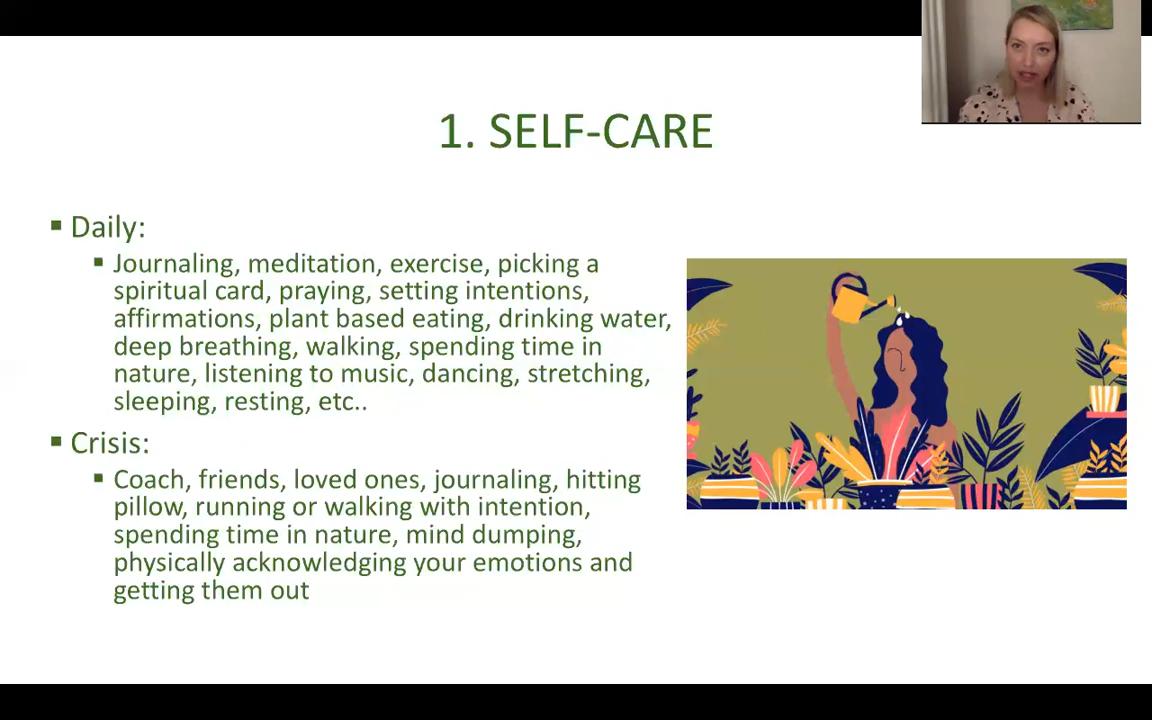 1. SELF-CARE
Daily:
Journaling, meditation, exercise, picking a
spiritual card, praying, setting intentions,
affirmations, plant based eating, drinking water,
deep breathing, walking, spending time in
nature, listening to music, dancing, stretching,
sleeping, resting, etc..
Crisis:
Coach, friends, loved ones, journaling, hitting
pillow, running or walking with intention,
spending time in nature, mind dumping,
physically acknowledging your emotions and
getting them out